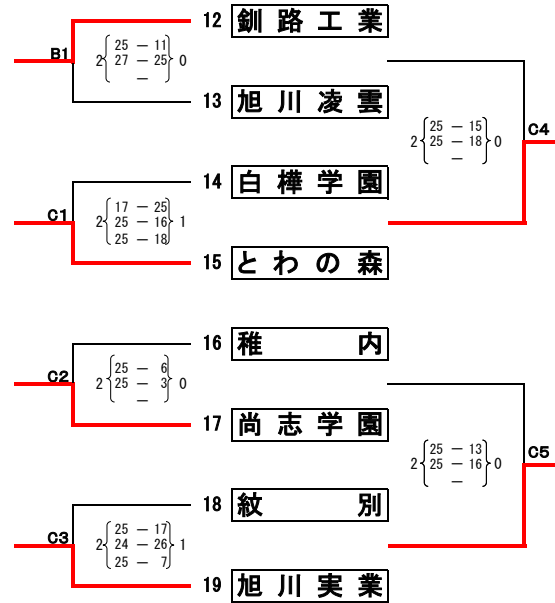 12 釧路工業
B1 2 25 − 11 0
27 − 25
−
13 旭川凌雲
2 25 − 15 0 C4
25 − 18
−
14 白樺学園
C1 2 17 − 25 1
25 − 16
25 − 18
15 とわの森
16 稚内
C2 2 25 − 6 0
25 − 3
−
17 尚志学園
2 25 − 13 0 C5
25 − 16
−
18 紋別
C3 2 25 − 17 1
24 − 26
25 − 7
19 旭川実業